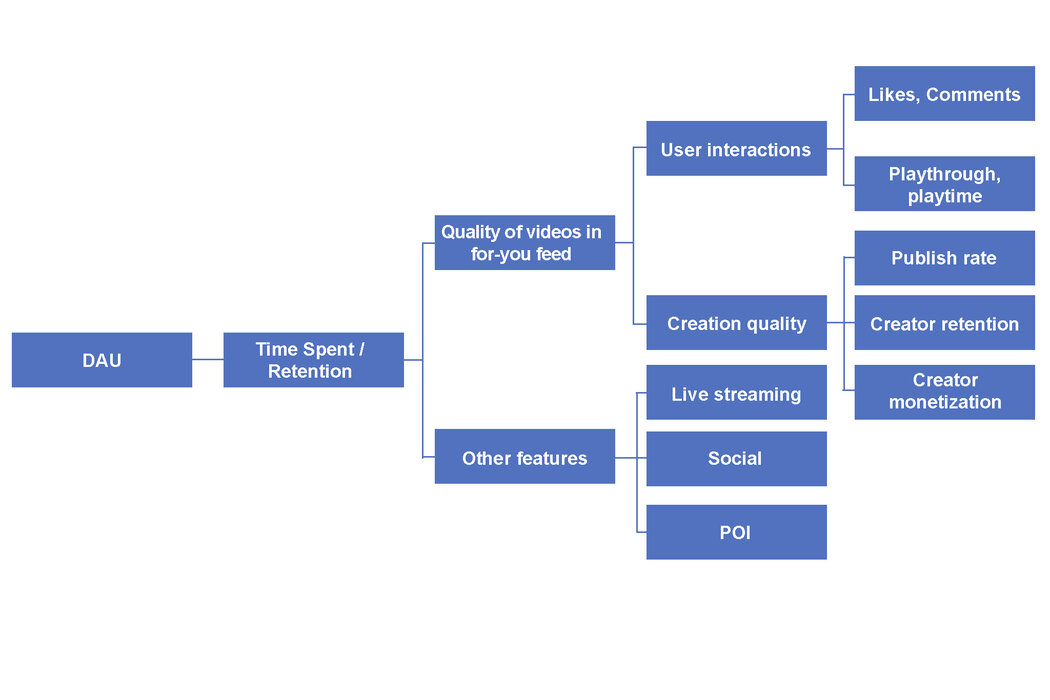 Likes, Comments
User interactions
Playthrough,
playtime
Quality of videos in
for-you feed
Publish rate
Creation quality
Creator retention
DAU
Time Spent /
Retention
Creator
monetization
Live streaming
Other features
Social
POI